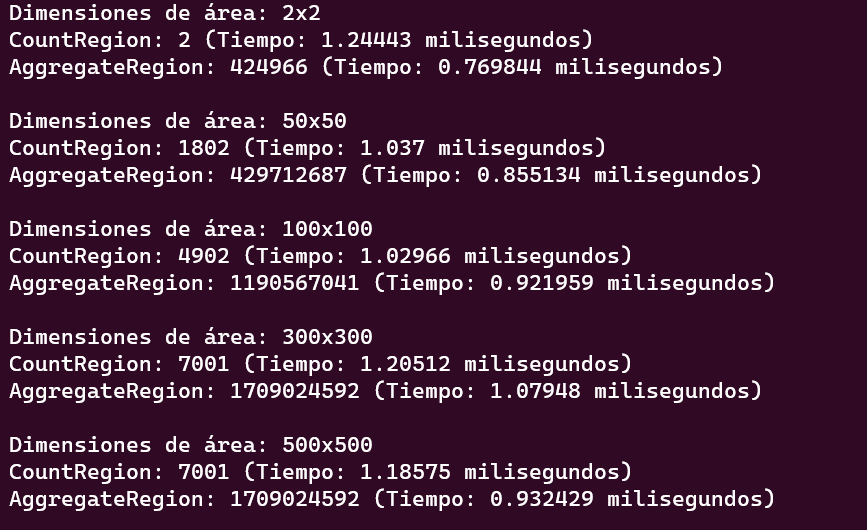 Dimensiones de área: 2x2
CountRegion: 2 (Tiempo: 1.24443 milisegundos)
AggregateRegion: 424966 (Tiempo: 0.769844 milisegundos)
Dimensiones de área: 50x50
CountRegion: 1802 (Tiempo: 1.037 milisegundos)
AggregateRegion: 429712687 (Tiempo: 0.855134 milisegundos)
Dimensiones de área: 100x100
CountRegion: 4902 (Tiempo: 1.02966 milisegundos)
AggregateRegion: 1190567041 (Tiempo: 0.921959 milisegundos)
Dimensiones de área: 300x300
CountRegion: 7001 (Tiempo: 1.20512 milisegundos)
AggregateRegion: 1709024592 (Tiempo: 1.07948 milisegundos)
Dimensiones de área: 500x500
CountRegion: 7001 (Tiempo: 1.18575 milisegundos)
AggregateRegion: 1709024592 (Tiempo: 0.932429 milisegundos)